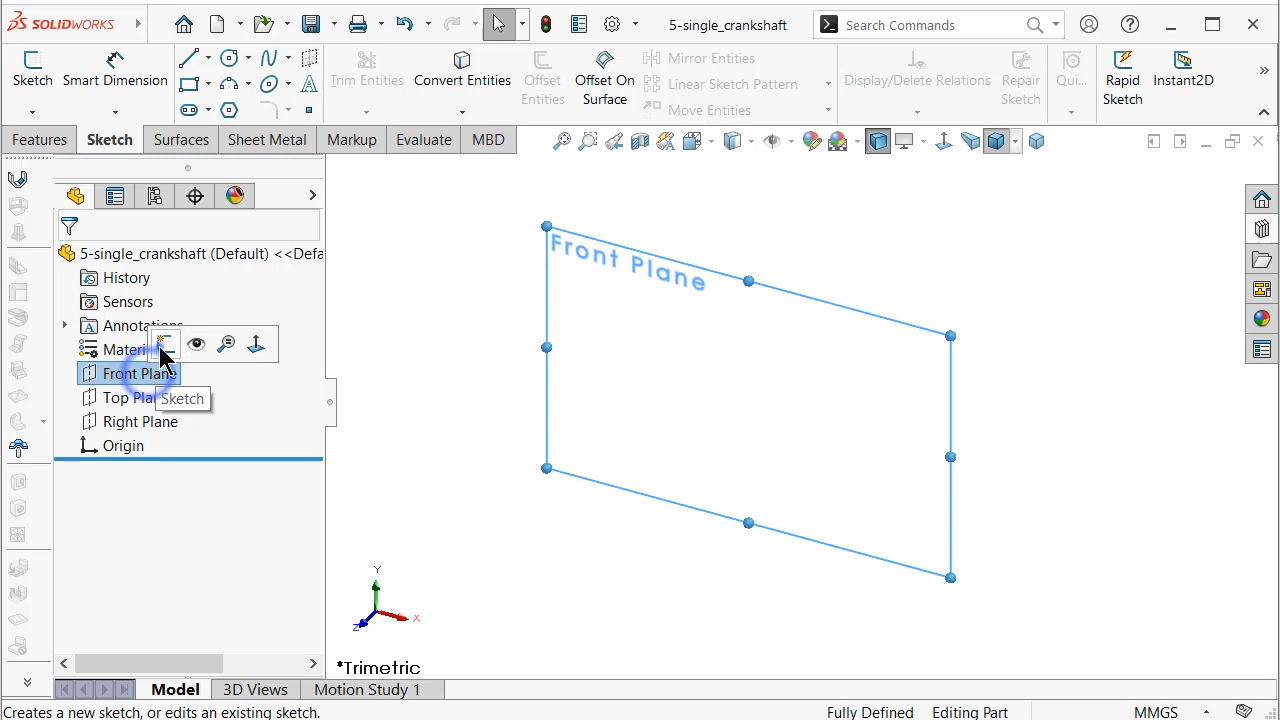 SOLIDWORKS
5-single_crankshaft
Search Commands
Sketch
Smart Dimension
Trim Entities
Convert Entities
Offset Entities
Offset On Surface
Mirror Entities
Linear Sketch Pattern
Move Entities
Display/Delete Relations
Repair Sketch
Qui...
Rapid Sketch
Instant2D
Features
Sketch
Surfaces
Sheet Metal
Markup
Evaluate
MBD
5-single_crankshaft (Default) <<Defa
History
Sensors
Annotations
Materi
Front Plane
Sketch
Top Pla
Right Plane
Origin
Front Plane
Y
X
Z
*Trimetric
Model
3D Views
Motion Study 1
Creates a new sketch, or edits an existing sketch.
Fully Defined
Editing Part
MMGS